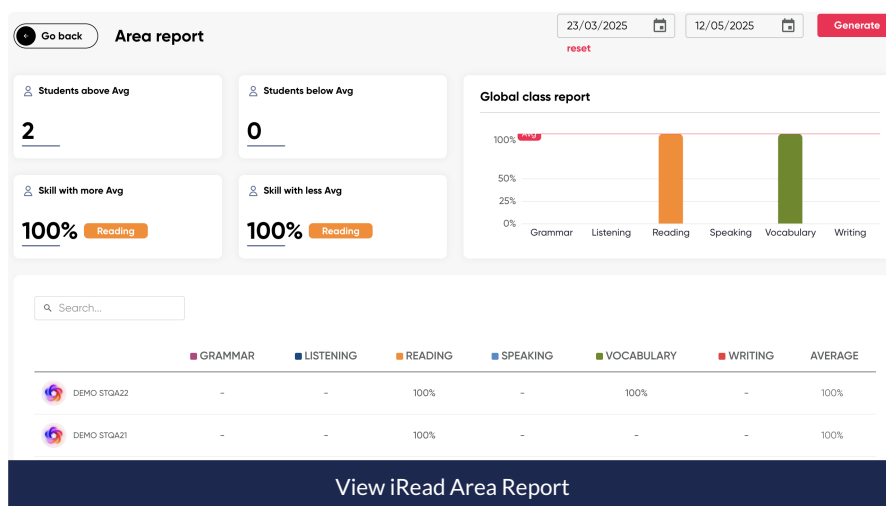 Go back
Area report
23/03/2025
12/05/2025
Generate
reset
Students above Avg
2
Students below Avg
0
Skill with more Avg
100% Reading
Skill with less Avg
100% Reading
Global class report
Avg
100%
50%
25%
0%
Grammar Listening Reading Speaking Vocabulary Writing
Search...
GRAMMAR LISTENING READING SPEAKING VOCABULARY WRITING AVERAGE
DEMO STQA22 - - 100% - 100% - 100%
DEMO STQA21 - - 100% - - - 100%
View iRead Area Report